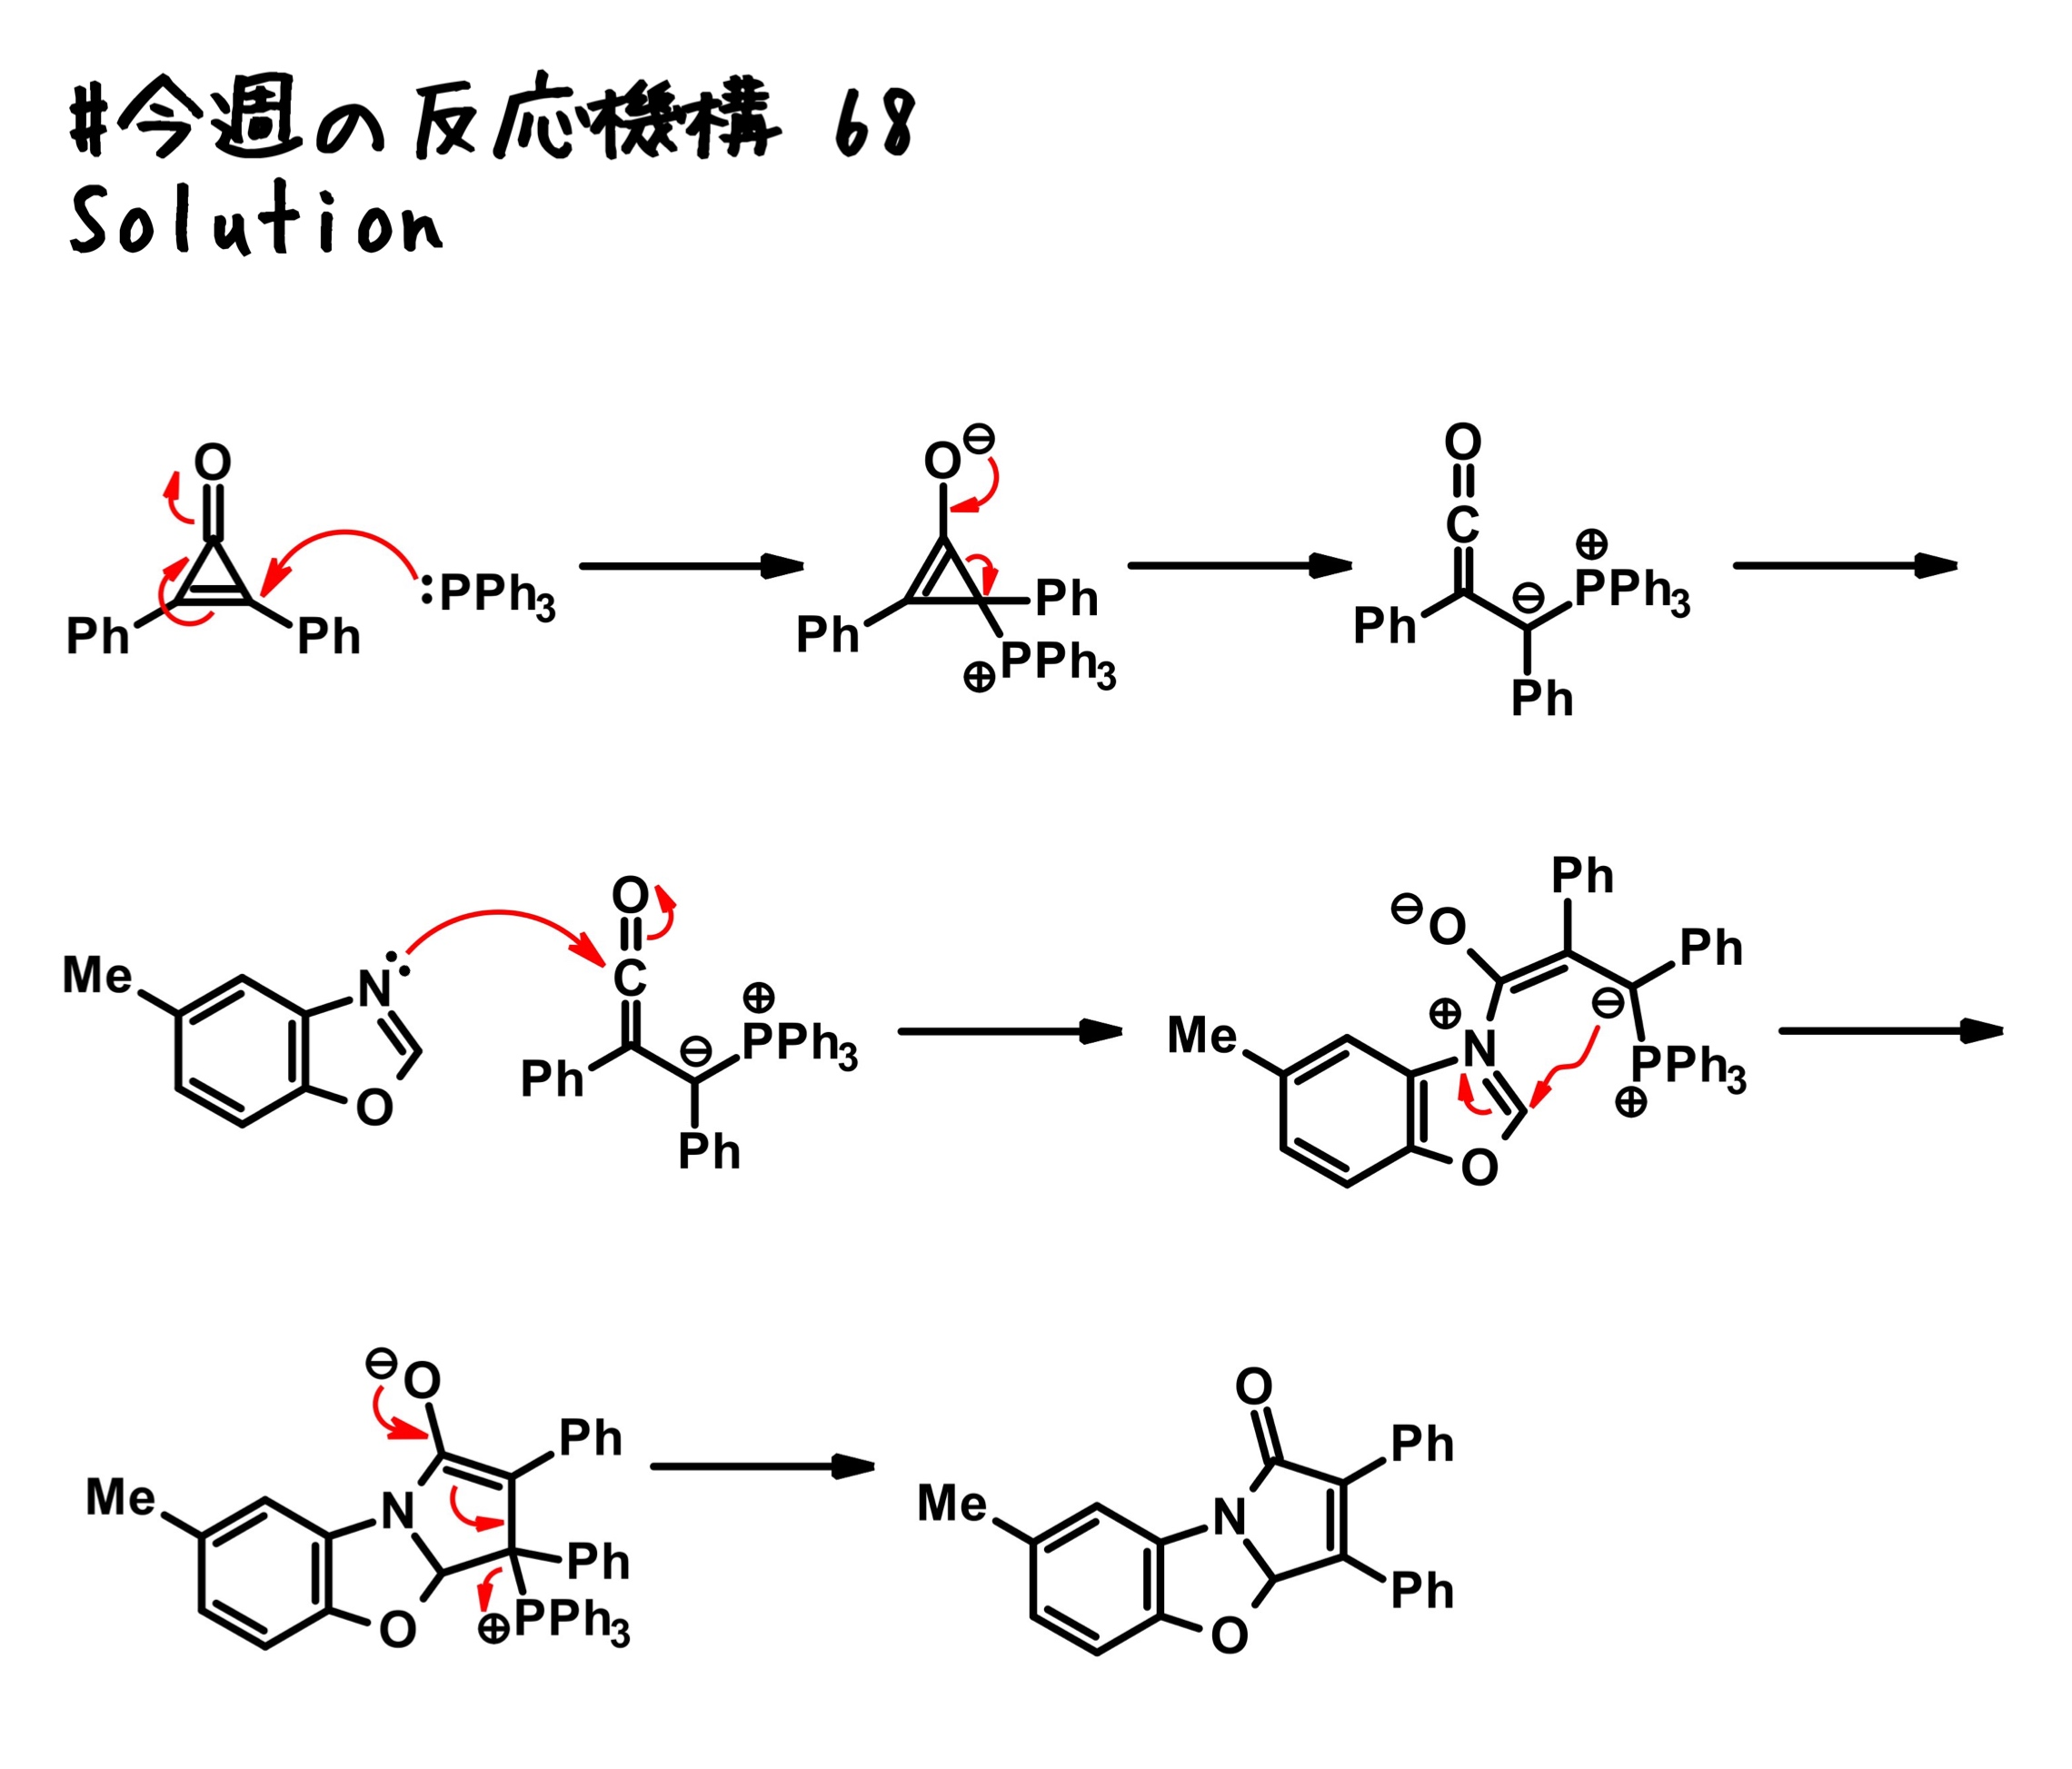 #今週の反応機構 68
Solution
O
Ph
Ph
:PPh3
O⊖
Ph
Ph
⊕PPh3
O
C
Ph
⊖
⊕
PPh3
Ph
Me
N
O
O
C
Ph
⊖
⊕
PPh3
Ph
⊖O
Ph
Ph
⊕
N
Me
⊖
PPh3
⊕
O
⊖O
Ph
Me
N
Ph
⊕PPh3
O
O
Ph
Me
N
Ph
O